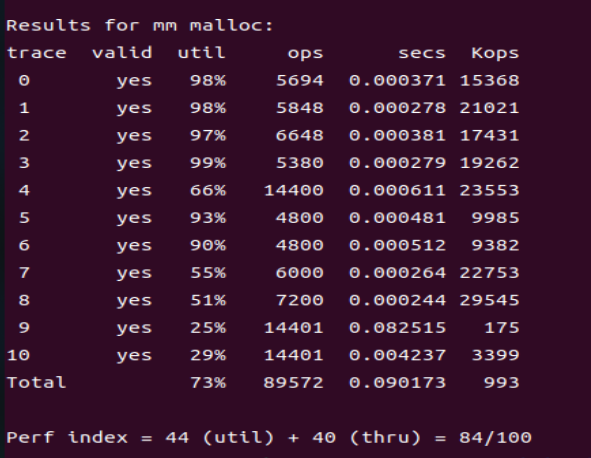 Results for mm malloc:
trace valid util ops secs Kops
0 yes 98% 5694 0.000371 15368
1 yes 98% 5848 0.000278 21021
2 yes 97% 6648 0.000381 17431
3 yes 99% 5380 0.000279 19262
4 yes 66% 14400 0.000611 23553
5 yes 93% 4800 0.000481 9985
6 yes 90% 4800 0.000512 9382
7 yes 55% 6000 0.000264 22753
8 yes 51% 7200 0.000244 29545
9 yes 25% 14401 0.082515 175
10 yes 29% 14401 0.004237 3399
Total 73% 89572 0.090173 993
Perf index = 44 (util) + 40 (thru) = 84/100